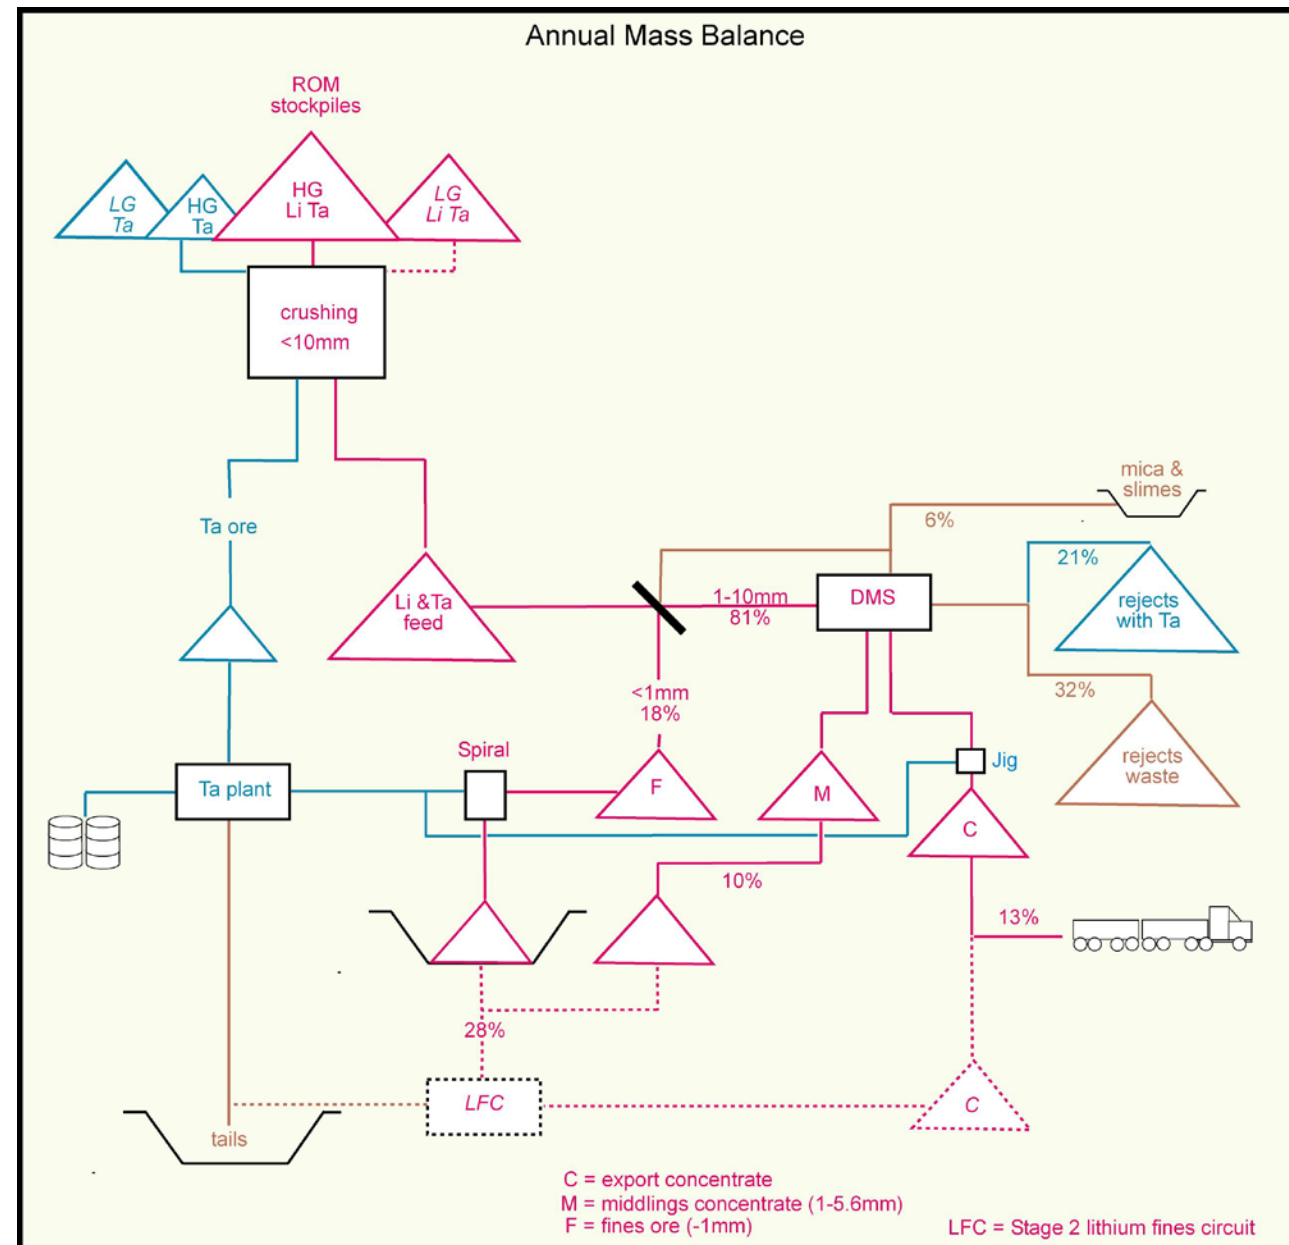 Annual Mass Balance
ROM
stockpiles
LG
Ta
HG
Ta
HG
Li Ta
LG
Li Ta
crushing
<10mm
mica &
slimes
6%
Ta ore
21%
Li &Ta
feed
1-10mm
81%
DMS
rejects
with Ta
32%
<1mm
18%
Spiral
Jig
rejects
waste
Ta plant
F
M
C
10%
13%
28%
LFC
C
tails
C = export concentrate
M = middlings concentrate (1-5.6mm)
F = fines ore (-1mm)
LFC = Stage 2 lithium fines circuit